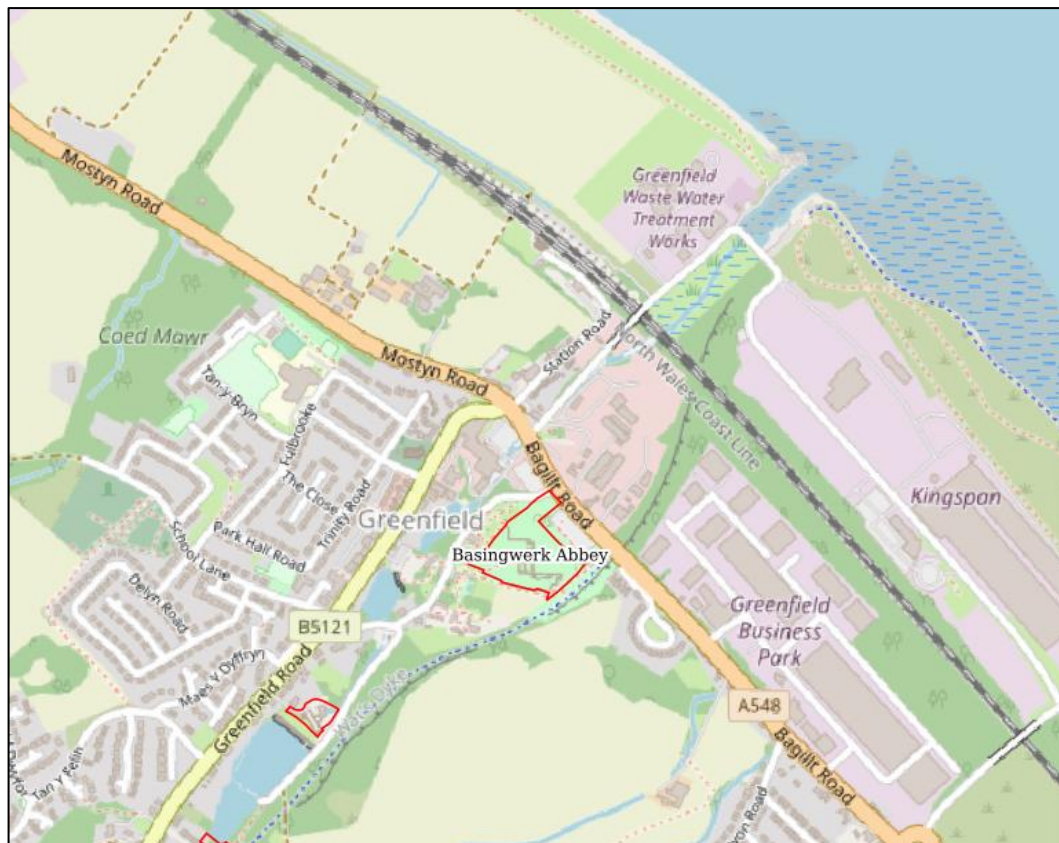 Mostyn Road
Greenfield
Waste Water
Treatment
Works
Coed Mawr
Mostyn Road
Station Road
North Wales Coast Line
Tan-y-Bryn
Fulbrooke
The Close
Trinity Road
Park Hall Road
School Lane
Delyn Road
Maes Y Dyffryn
Tan Y Felin
Greenfield
Bagillt Road
Basingwerk Abbey
Kingspan
B5121
Greenfield Road
Wat's Dyke
Greenfield
Business
Park
A548
Bagillt Road